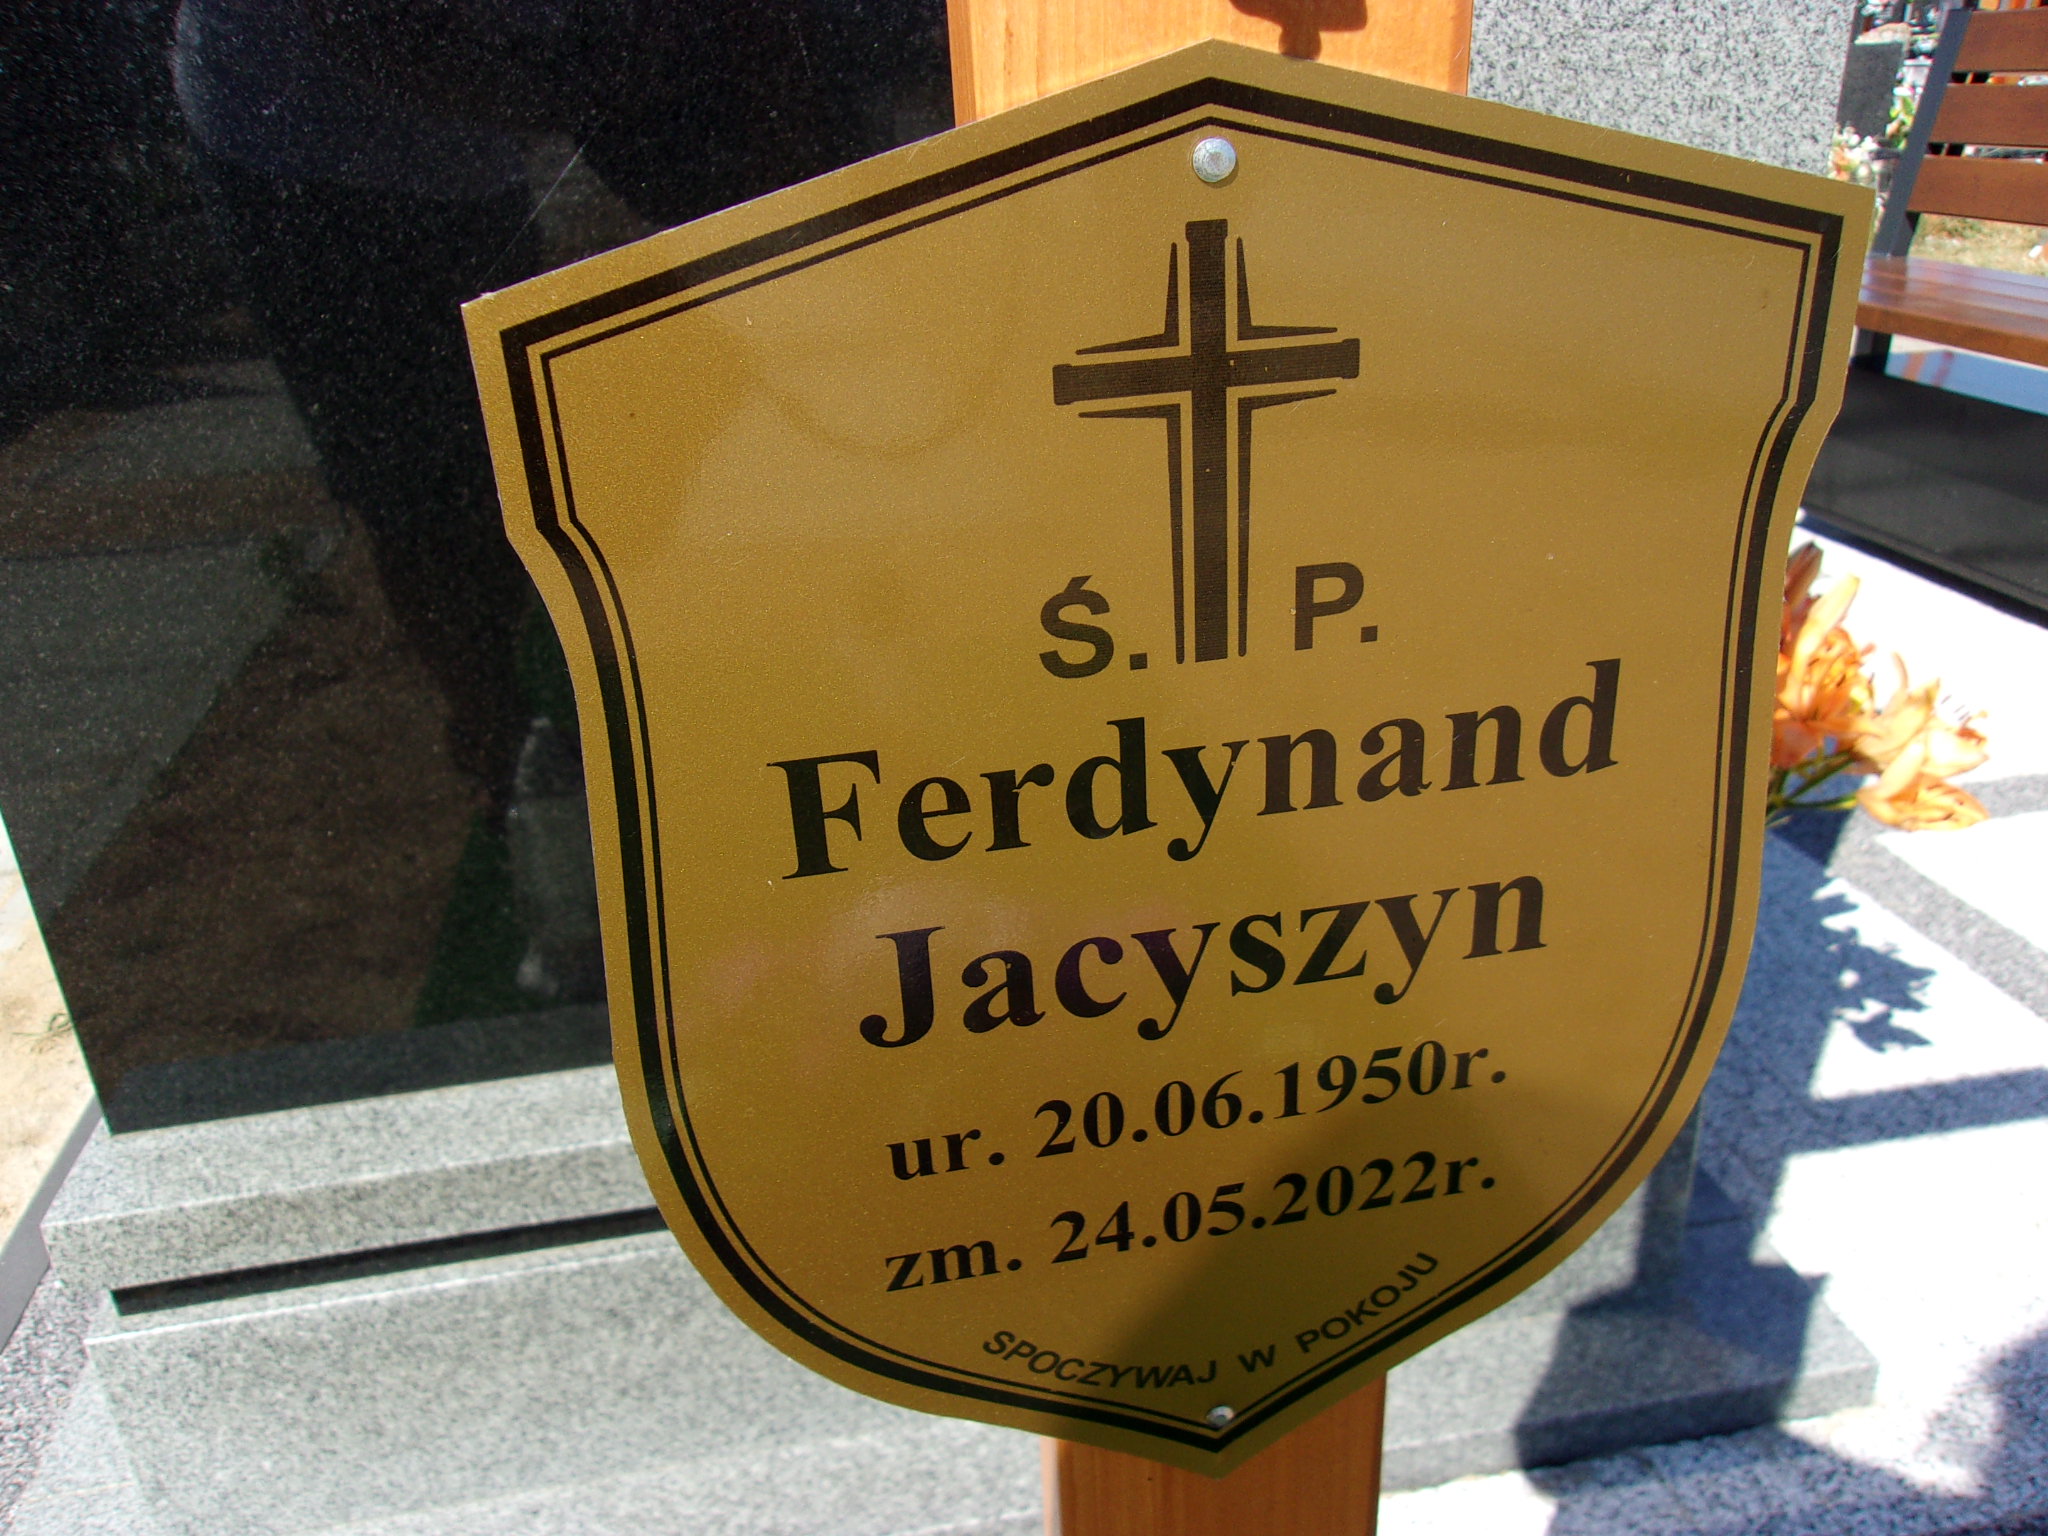 Ś. P.
Ferdynand
Jacyszyn
ur. 20.06.1950r.
zm. 24.05.2022r.
SPOCZYWAJ W POKOJU